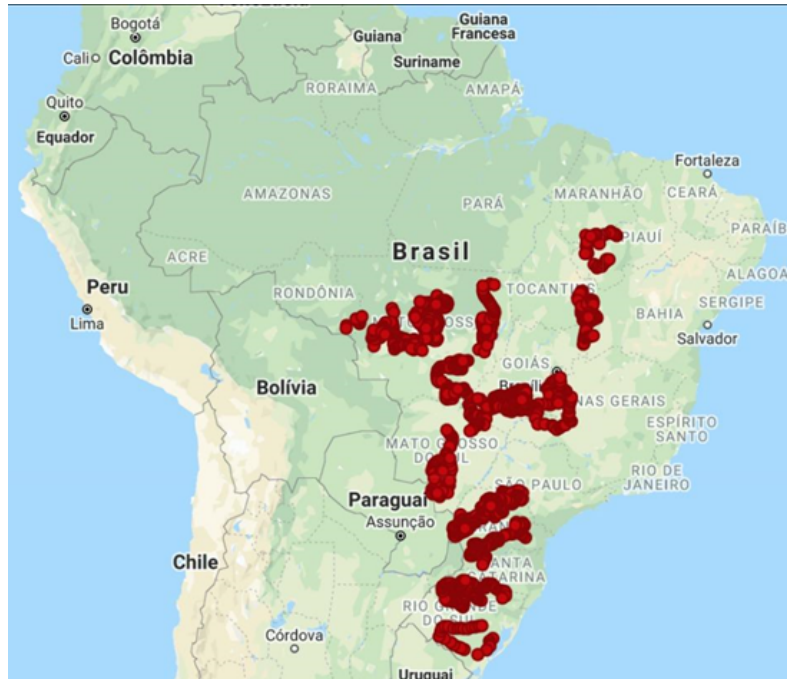 Bogotá
Guiana
Guiana
Francesa
Cali
Colômbia
Suriname
RORAIMA
AMAPÁ
Quito
Equador
Fortaleza
AMAZONAS
PARÁ
MARANHÃO
CEARÁ
PIAUÍ
PARAÍB
Brasil
ACRE
ALAGOA
Peru
RONDÔNIA
TOCANTINS
SERGIPE
BAHIA
Lima
Salvador
GOIÁS
Bolívia
NAS GERAIS
ESPÍRITO
SANTO
MATO GROSSO
DO SUL
RIO DE
JANEIRO
SÃO PAULO
Paraguai
Assunção
Chile
ANTA
CATARINA
RIO GRANDE
DO SUL
Córdova
Uruguai